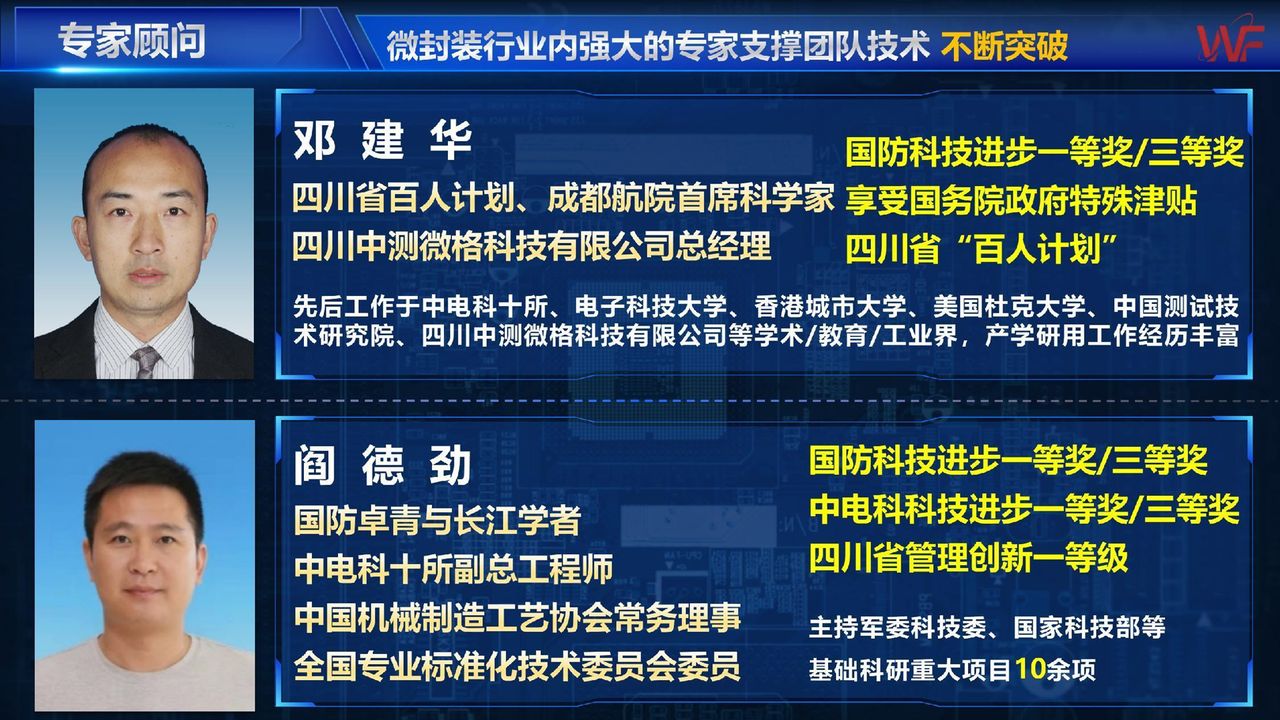 专家顾问
微封装行业内强大的专家支撑团队技术 不断突破
WF
邓建华
四川省百人计划、成都航院首席科学家
四川中测微格科技有限公司总经理
国防科技进步一等奖/三等奖
享受国务院政府特殊津贴
四川省“百人计划”
先后工作于中电科十所、电子科技大学、香港城市大学、美国杜克大学、中国测试技
术研究院、四川中测微格科技有限公司等学术/教育/工业界，产学研用工作经历丰富
阎德劲
国防卓青与长江学者
中电科十所副总工程师
中国机械制造工艺协会常务理事
全国专业标准化技术委员会委员
国防科技进步一等奖/三等奖
中电科科技进步一等奖/三等奖
四川省管理创新一等级
主持军委科技委、国家科技部等
基础科研重大项目10余项